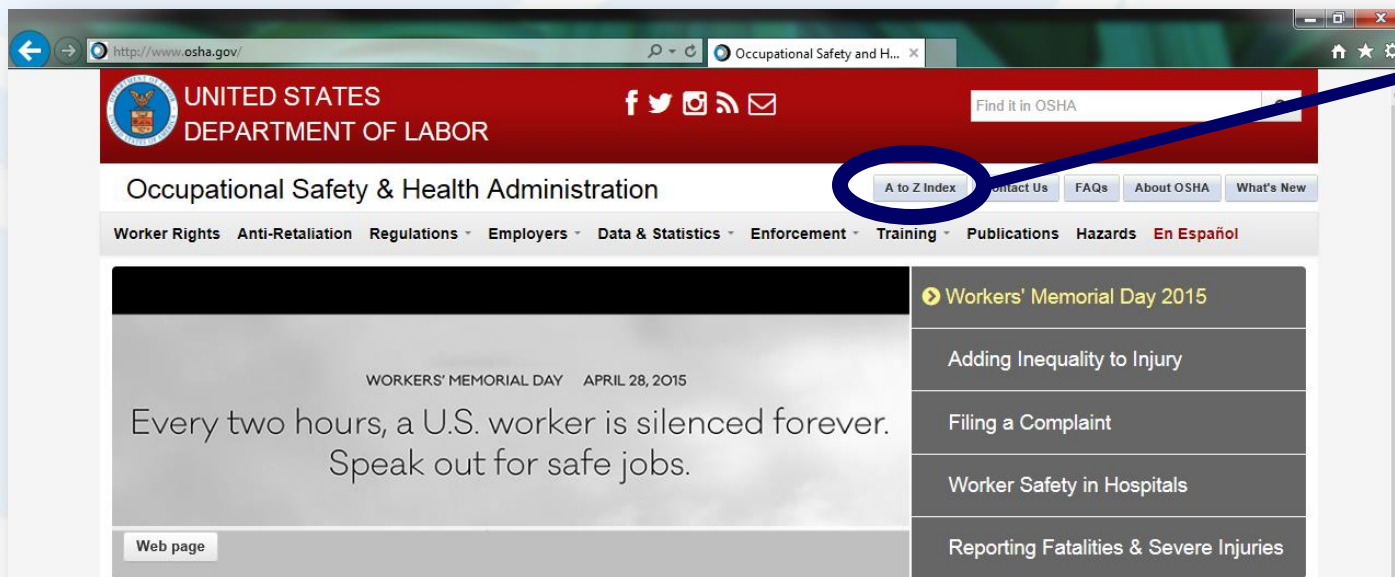 http://www.osha.gov/
Occupational Safety and H...
UNITED STATES
DEPARTMENT OF LABOR
Find it in OSHA
Occupational Safety & Health Administration
A to Z Index Contact Us FAQs About OSHA What's New
Worker Rights Anti-Retaliation Regulations Employers Data & Statistics Enforcement Training Publications Hazards En Español
WORKERS' MEMORIAL DAY APRIL 28, 2015
Every two hours, a U.S. worker is silenced forever.
Speak out for safe jobs.
Web page
Workers' Memorial Day 2015
Adding Inequality to Injury
Filing a Complaint
Worker Safety in Hospitals
Reporting Fatalities & Severe Injuries